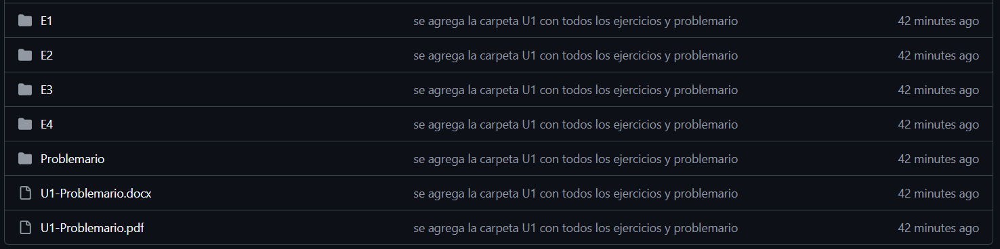 E1 se agrega la carpeta U1 con todos los ejercicios y problemario 42 minutes ago
E2 se agrega la carpeta U1 con todos los ejercicios y problemario 42 minutes ago
E3 se agrega la carpeta U1 con todos los ejercicios y problemario 42 minutes ago
E4 se agrega la carpeta U1 con todos los ejercicios y problemario 42 minutes ago
Problemario se agrega la carpeta U1 con todos los ejercicios y problemario 42 minutes ago
U1-Problemario.docx se agrega la carpeta U1 con todos los ejercicios y problemario 42 minutes ago
U1-Problemario.pdf se agrega la carpeta U1 con todos los ejercicios y problemario 42 minutes ago